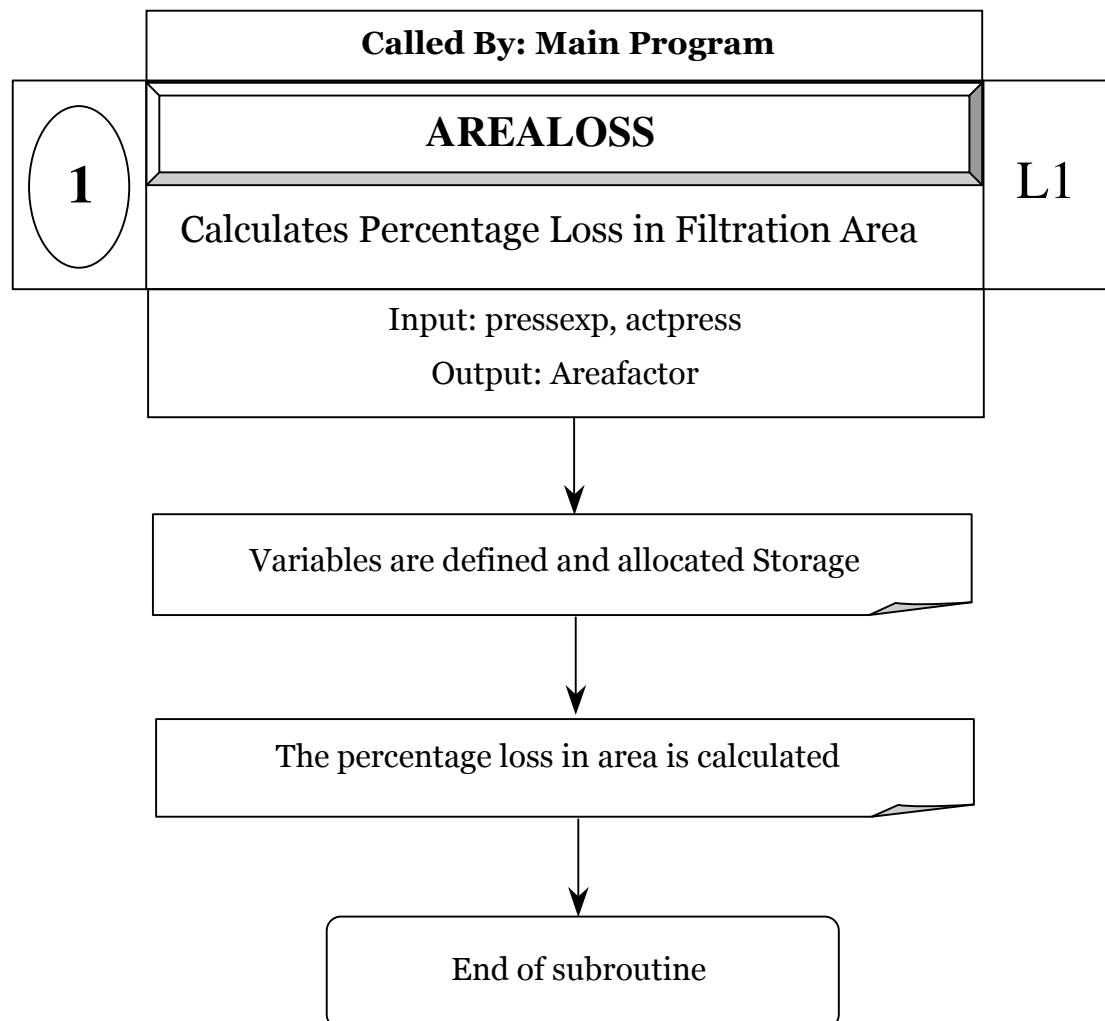 Called By: Main Program
1
AREALOSS
L1
Calculates Percentage Loss in Filtration Area
Input: pressexp, actpress
Output: Areafactor
Variables are defined and allocated Storage
The percentage loss in area is calculated
End of subroutine